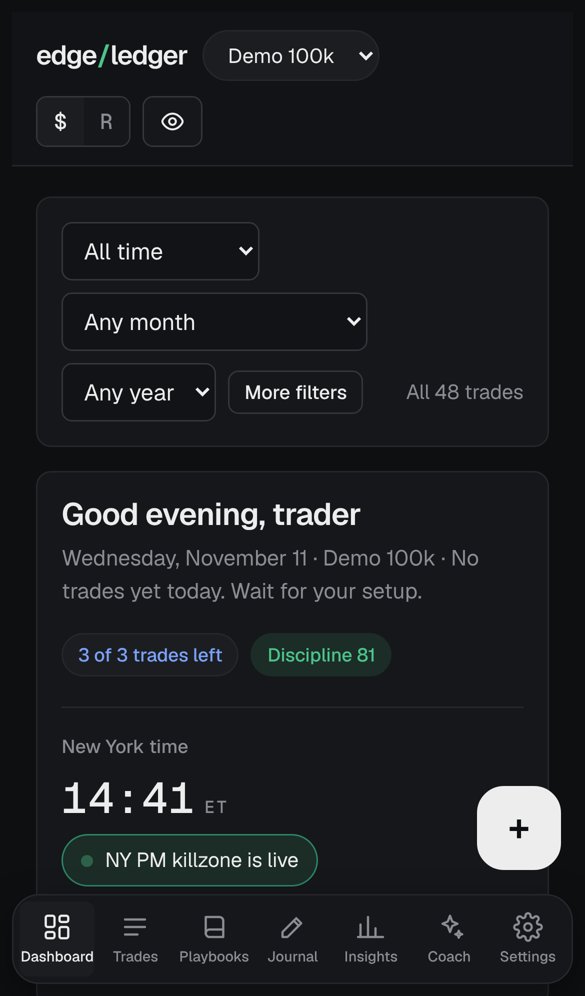 edge/ledger
Demo 100k
$ R
All time
Any month
Any year
More filters
All 48 trades
Good evening, trader
Wednesday, November 11 · Demo 100k · No
trades yet today. Wait for your setup.
3 of 3 trades left
Discipline 81
New York time
14:41 ET
+
NY PM killzone is live
Dashboard
Trades
Playbooks
Journal
Insights
Coach
Settings